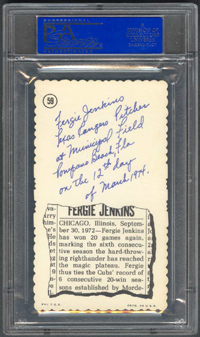 59
Fergie Jenkins
Texas Rangers Pitcher
at Municipal Field
Pompano Beach, Fla
on the 12th day
of March 1974.
FERGIE JENKINS
CHICAGO, Illinois, Septem-
ber 30, 1972—Fergie Jenkins
has won 20 games again,
marking the sixth consecu-
tive season the hard-throw-
ing righthander has reached
the magic plateau. Fergie
thus ties the Cubs' record of
6 consecutive 20-win sea-
sons established by Morde-